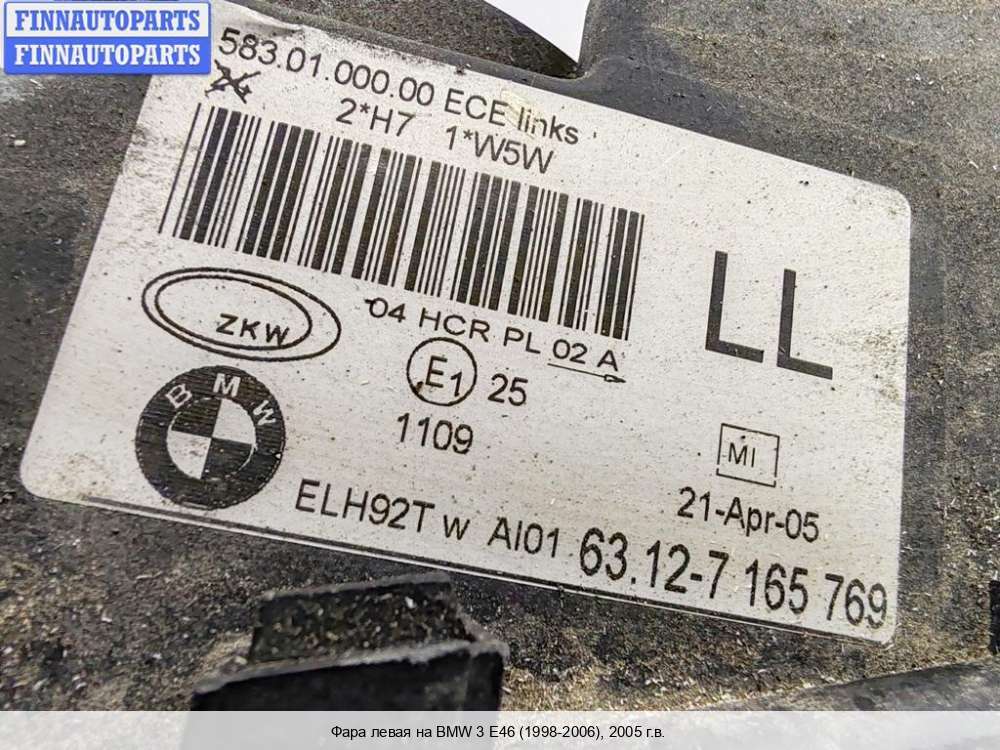 FINNAUTOPARTS
FINNAUTOPARTS
583.01.000.00 ECE links
2*H7 1*W5W
ZKW
04 HCR PL 02 A
E1 25
1109
LL
BMW
MI
21-Apr-05
ELH92T w AI01 63.12-7 165 769
Фара левая на BMW 3 E46 (1998-2006), 2005 г.в.